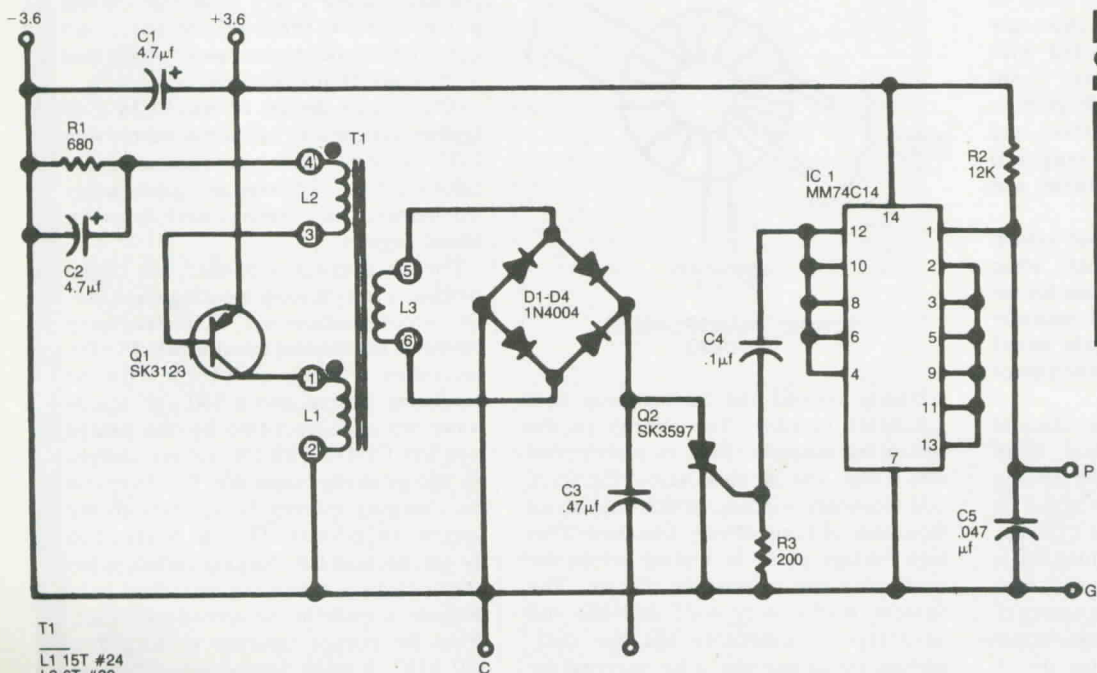 -3.6
+3.6
C1
4.7µf
+
R1
680
+
C2
4.7µf
T1
4
L2
3
Q1
SK3123
1
L1
2
5
L3
6
D1-D4
1N4004
C3
.47µf
Q2
SK3597
C4
.1µf
R3
200
IC 1
MM74C14
14
12
10
8
6
4
1
2
3
5
9
11
13
7
R2
12K
C5
.047
µf
P
G
C
T1
L1 15T #24